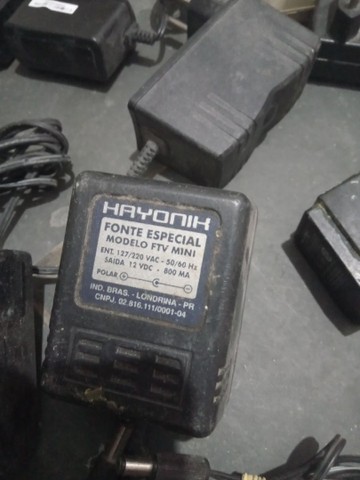 HAYONIK
FONTE ESPECIAL
MODELO FTV MINI
ENT. 127/220 VAC - 50/60 Hz
SAIDA 12 VDC - 800 MA
POLAR + -
IND. BRAS. - LONDRINA - PR
CNPJ. 02.816.111/0001-04